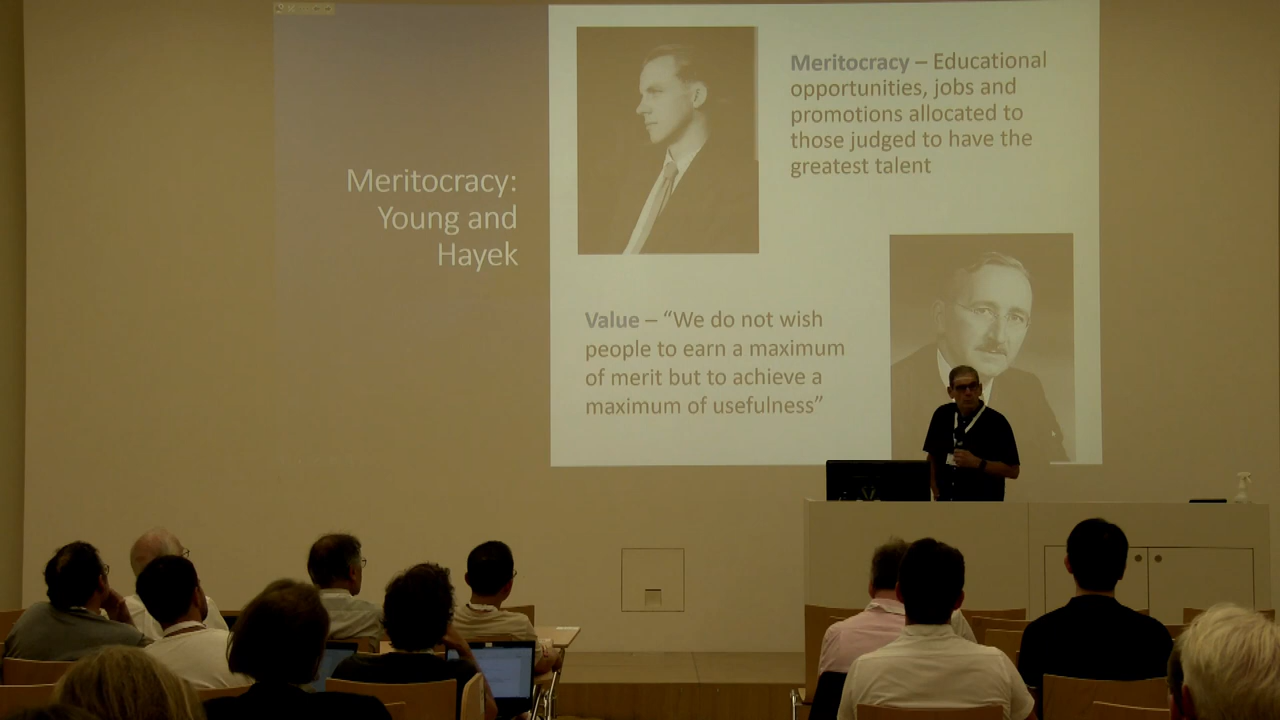 Meritocracy:
Young and
Hayek
Meritocracy – Educational
opportunities, jobs and
promotions allocated to
those judged to have the
greatest talent
Value – “We do not wish
people to earn a maximum
of merit but to achieve a
maximum of usefulness”